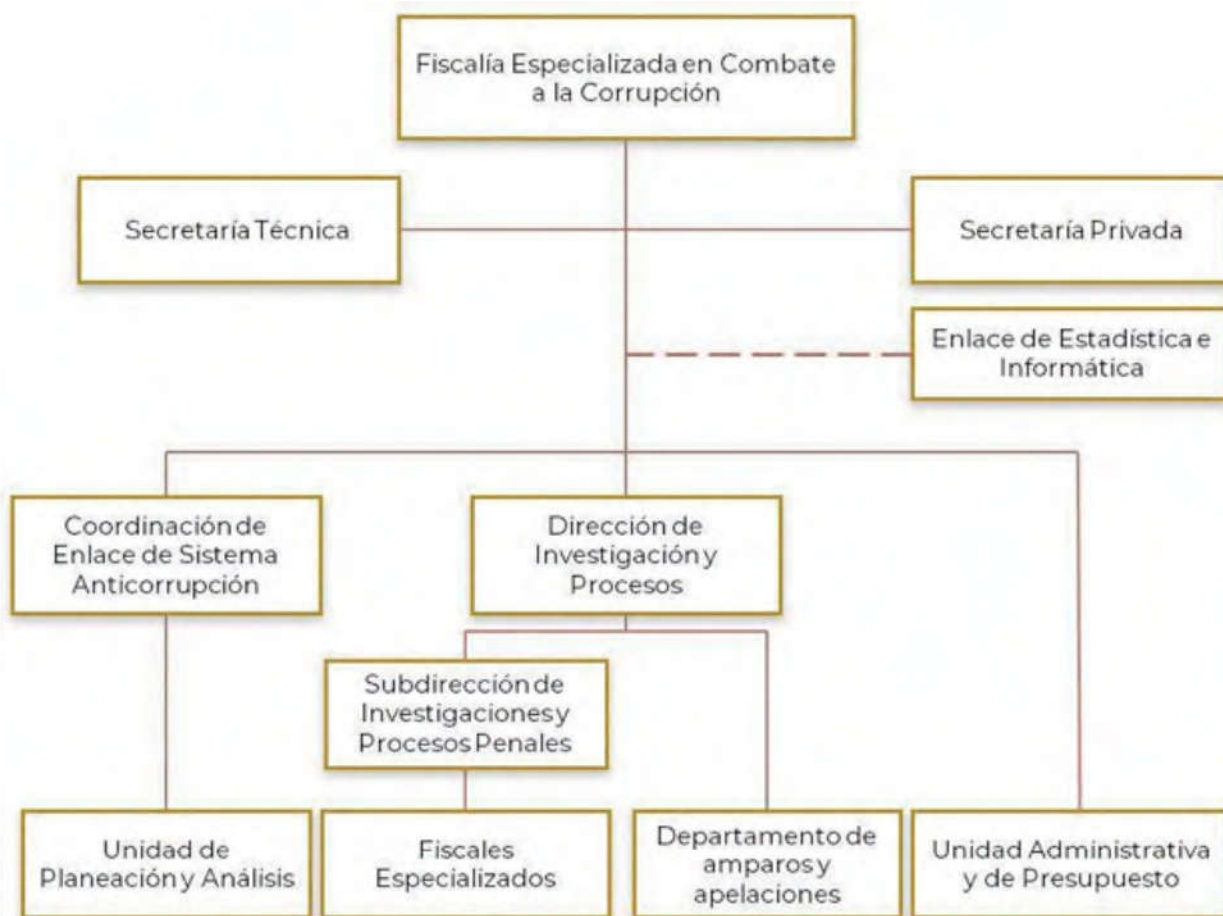 Fiscalía Especializada en Combate
a la Corrupción
Secretaría Técnica
Secretaría Privada
Enlace de Estadística e
Informática
Coordinación de
Enlace de Sistema
Anticorrupción
Dirección de
Investigación y
Procesos
Subdirección de
Investigaciones y
Procesos Penales
Unidad de
Planeación y Análisis
Fiscales
Especializados
Departamento de
amparos y
apelaciones
Unidad Administrativa
y de Presupuesto